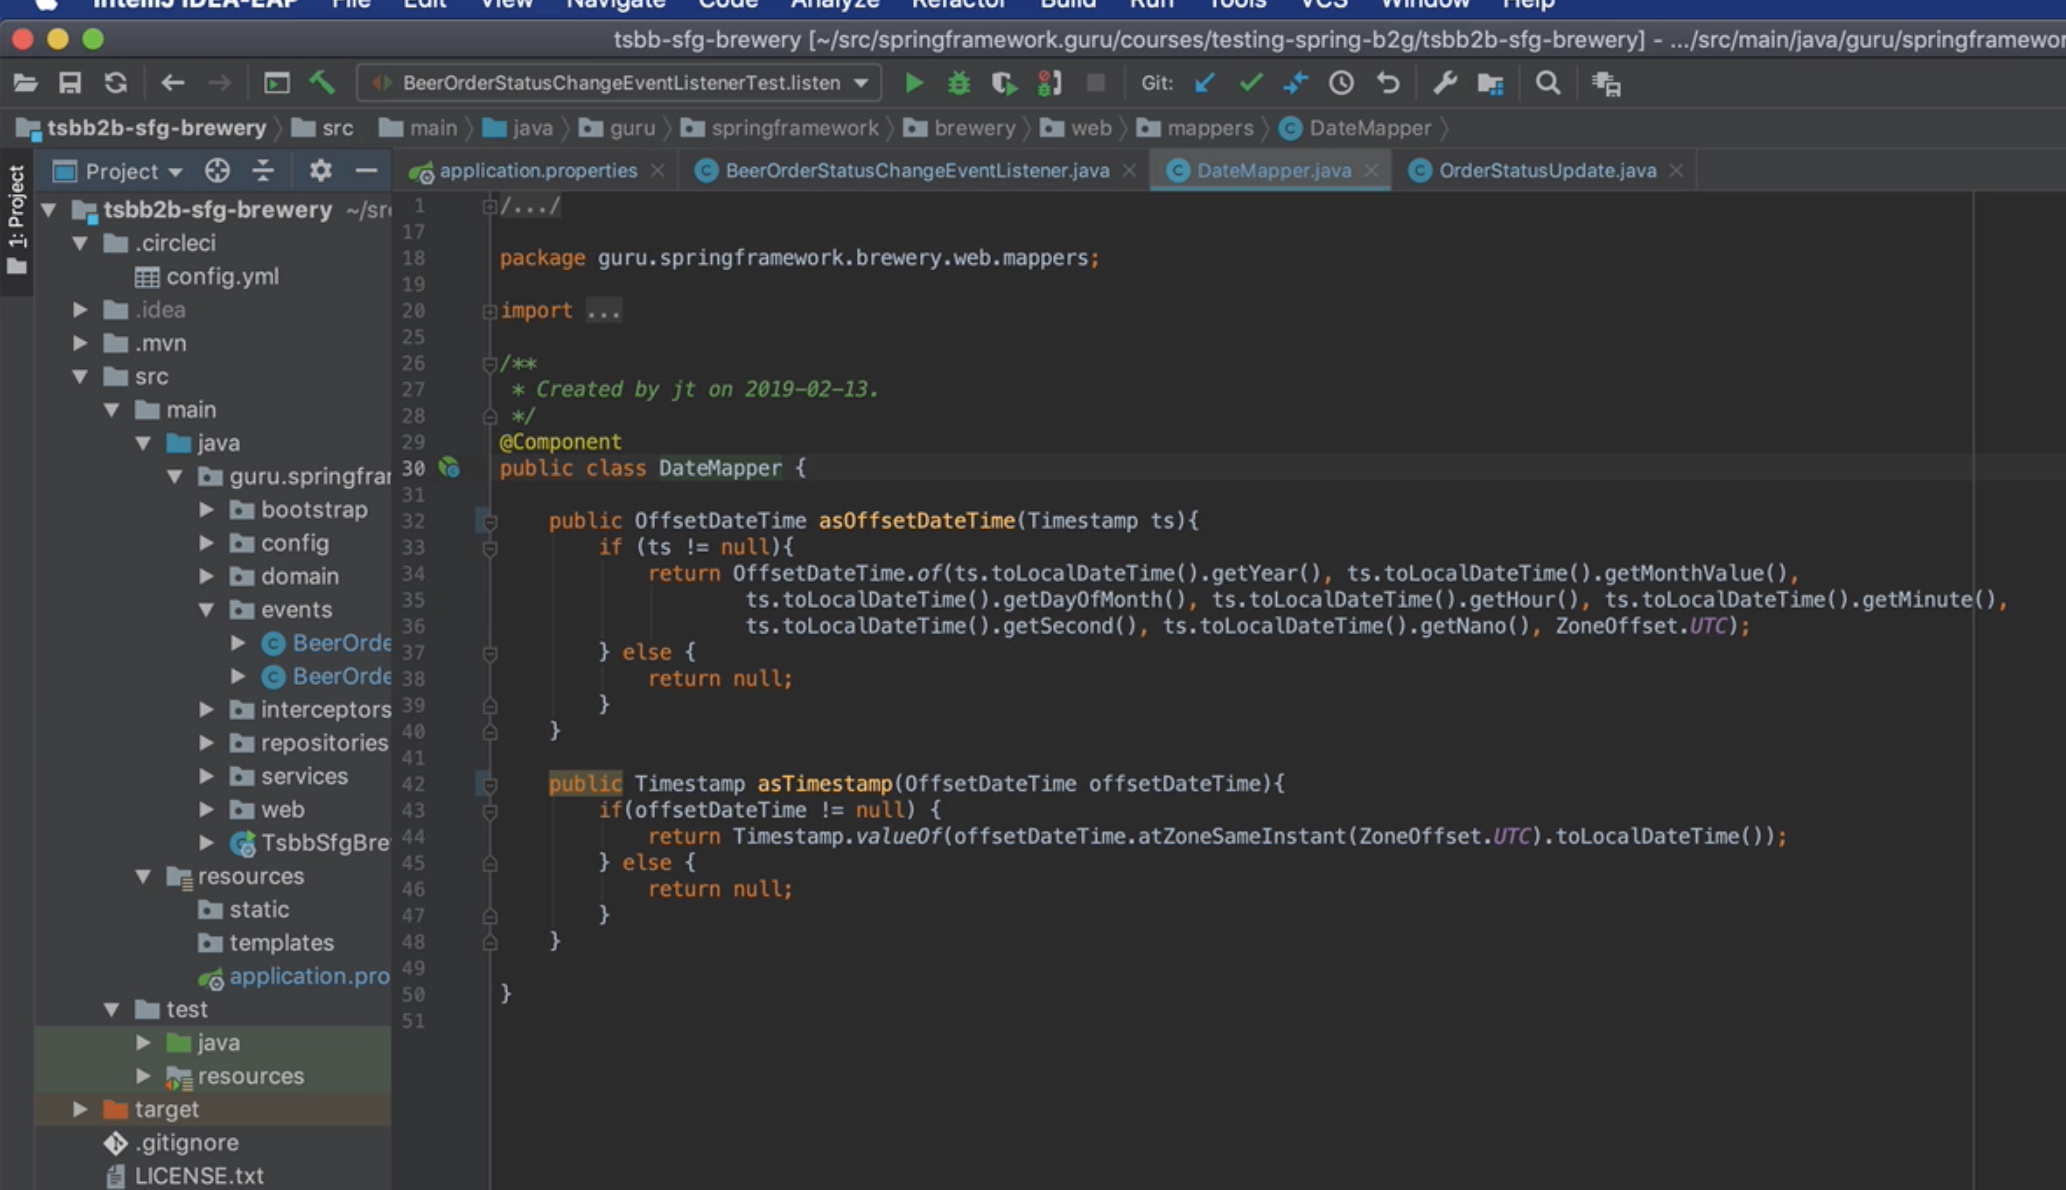 IntelliJ IDEA-EAP File Edit View Navigate Code Analyze Refactor Build Run Tools VCS Window Help
tsbb-sfg-brewery [~/src/springframework.guru/courses/testing-spring-b2g/tsbb2b-sfg-brewery] - .../src/main/java/guru/springframewor
BeerOrderStatusChangeEventListenerTest.listen Git:
tsbb2b-sfg-brewery src main java guru springframework brewery web mappers DateMapper
1: Project
Project
application.properties BeerOrderStatusChangeEventListener.java DateMapper.java OrderStatusUpdate.java
tsbb2b-sfg-brewery ~/sr
.circleci
config.yml
.idea
.mvn
src
main
java
guru.springfra
bootstrap
config
domain
events
BeerOrde
BeerOrde
interceptors
repositories
services
web
TsbbSfgBre
resources
static
templates
application.pro
test
java
resources
target
.gitignore
LICENSE.txt
1 /.../
17
18 package guru.springframework.brewery.web.mappers;
19
20 import ...
25
26 /**
27 * Created by jt on 2019-02-13.
28 */
29 @Component
30 public class DateMapper {
31
32 public OffsetDateTime asOffsetDateTime(Timestamp ts){
33 if (ts != null){
34 return OffsetDateTime.of(ts.toLocalDateTime().getYear(), ts.toLocalDateTime().getMonthValue(),
35 ts.toLocalDateTime().getDayOfMonth(), ts.toLocalDateTime().getHour(), ts.toLocalDateTime().getMinute(),
36 ts.toLocalDateTime().getSecond(), ts.toLocalDateTime().getNano(), ZoneOffset.UTC);
37 } else {
38 return null;
39 }
40 }
41
42 public Timestamp asTimestamp(OffsetDateTime offsetDateTime){
43 if(offsetDateTime != null) {
44 return Timestamp.valueOf(offsetDateTime.atZoneSameInstant(ZoneOffset.UTC).toLocalDateTime());
45 } else {
46 return null;
47 }
48 }
49
50 }
51